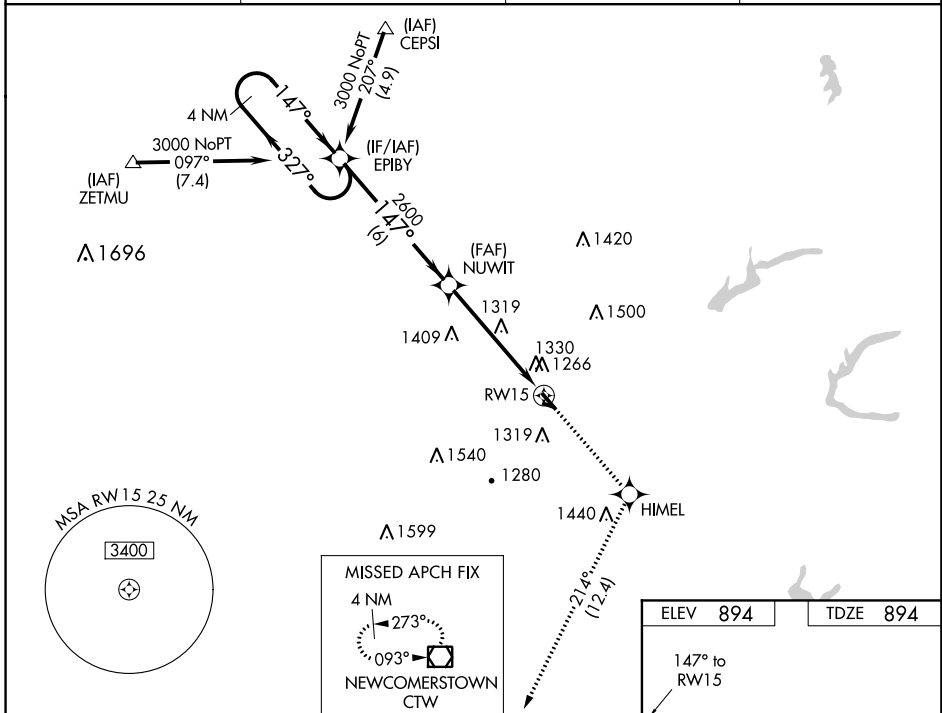 (IAF)
CEPSI
3000 NoPT
207°
(4.9)
147°
4 NM
327°
3000 NoPT
097°
(7.4)
(IAF)
ZETMU
(IF/IAF)
EPIBY
2600
147°
(6)
1696
1420
(FAF)
NUWIT
1319
1500
1409
1330
1266
RW15
1319
1540
1280
HIMEL
1440
1599
214°
(12.4)
MSA RW15 25 NM
3400
MISSED APCH FIX
4 NM
273°
093°
NEWCOMERSTOWN
CTW
ELEV 894
TDZE 894
147° to
RW15